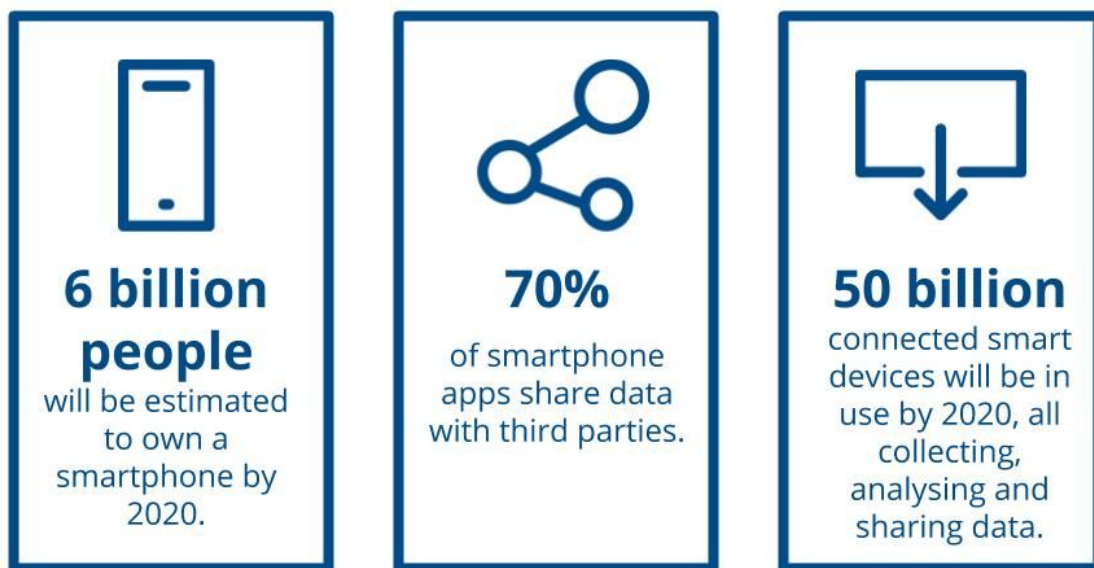 6 billion
people
will be estimated
to own a
smartphone by
2020.
70%
of smartphone
apps share data
with third parties.
50 billion
connected smart
devices will be in
use by 2020, all
collecting,
analysing and
sharing data.